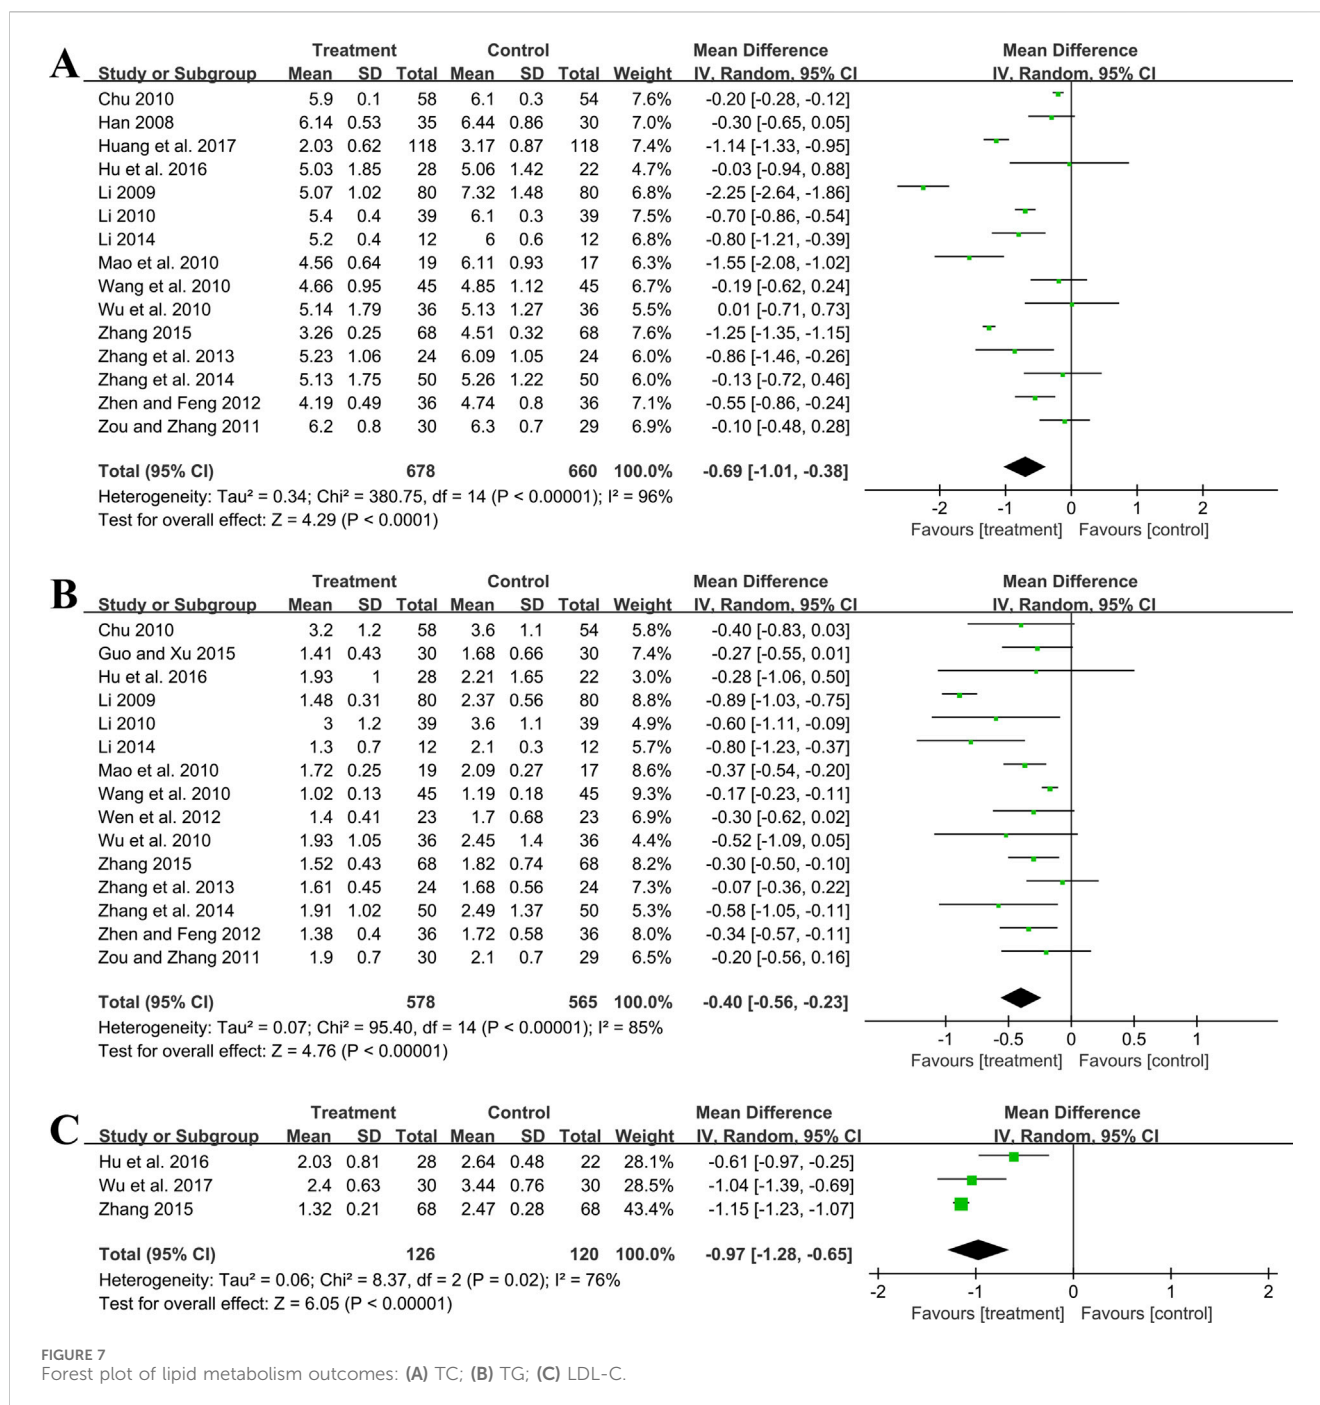 A
Treatment Control Mean Difference Mean Difference
Study or Subgroup Mean SD Total Mean SD Total Weight IV, Random, 95% CI IV, Random, 95% CI
Chu 2010 5.9 0.1 58 6.1 0.3 54 7.6% -0.20 [-0.28, -0.12]
Han 2008 6.14 0.53 35 6.44 0.86 30 7.0% -0.30 [-0.65, 0.05]
Huang et al. 2017 2.03 0.62 118 3.17 0.87 118 7.4% -1.14 [-1.33, -0.95]
Hu et al. 2016 5.03 1.85 28 5.06 1.42 22 4.7% -0.03 [-0.94, 0.88]
Li 2009 5.07 1.02 80 7.32 1.48 80 6.8% -2.25 [-2.64, -1.86]
Li 2010 5.4 0.4 39 6.1 0.3 39 7.5% -0.70 [-0.86, -0.54]
Li 2014 5.2 0.4 12 6 0.6 12 6.8% -0.80 [-1.21, -0.39]
Mao et al. 2010 4.56 0.64 19 6.11 0.93 17 6.3% -1.55 [-2.08, -1.02]
Wang et al. 2010 4.66 0.95 45 4.85 1.12 45 6.7% -0.19 [-0.62, 0.24]
Wu et al. 2010 5.14 1.79 36 5.13 1.27 36 5.5% 0.01 [-0.71, 0.73]
Zhang 2015 3.26 0.25 68 4.51 0.32 68 7.6% -1.25 [-1.35, -1.15]
Zhang et al. 2013 5.23 1.06 24 6.09 1.05 24 6.0% -0.86 [-1.46, -0.26]
Zhang et al. 2014 5.13 1.75 50 5.26 1.22 50 6.0% -0.13 [-0.72, 0.46]
Zhen and Feng 2012 4.19 0.49 36 4.74 0.8 36 7.1% -0.55 [-0.86, -0.24]
Zou and Zhang 2011 6.2 0.8 30 6.3 0.7 29 6.9% -0.10 [-0.48, 0.28]
Total (95% CI) 678 660 100.0% -0.69 [-1.01, -0.38]
Heterogeneity: Tau² = 0.34; Chi² = 380.75, df = 14 (P < 0.00001); I² = 96%
Test for overall effect: Z = 4.29 (P < 0.0001)
-2 -1 0 1 2
Favours [treatment] Favours [control]
B
Treatment Control Mean Difference Mean Difference
Study or Subgroup Mean SD Total Mean SD Total Weight IV, Random, 95% CI IV, Random, 95% CI
Chu 2010 3.2 1.2 58 3.6 1.1 54 5.8% -0.40 [-0.83, 0.03]
Guo and Xu 2015 1.41 0.43 30 1.68 0.66 30 7.4% -0.27 [-0.55, 0.01]
Hu et al. 2016 1.93 1 28 2.21 1.65 22 3.0% -0.28 [-1.06, 0.50]
Li 2009 1.48 0.31 80 2.37 0.56 80 8.8% -0.89 [-1.03, -0.75]
Li 2010 3 1.2 39 3.6 1.1 39 4.9% -0.60 [-1.11, -0.09]
Li 2014 1.3 0.7 12 2.1 0.3 12 5.7% -0.80 [-1.23, -0.37]
Mao et al. 2010 1.72 0.25 19 2.09 0.27 17 8.6% -0.37 [-0.54, -0.20]
Wang et al. 2010 1.02 0.13 45 1.19 0.18 45 9.3% -0.17 [-0.23, -0.11]
Wen et al. 2012 1.4 0.41 23 1.7 0.68 23 6.9% -0.30 [-0.62, 0.02]
Wu et al. 2010 1.93 1.05 36 2.45 1.4 36 4.4% -0.52 [-1.09, 0.05]
Zhang 2015 1.52 0.43 68 1.82 0.74 68 8.2% -0.30 [-0.50, -0.10]
Zhang et al. 2013 1.61 0.45 24 1.68 0.56 24 7.3% -0.07 [-0.36, 0.22]
Zhang et al. 2014 1.91 1.02 50 2.49 1.37 50 5.3% -0.58 [-1.05, -0.11]
Zhen and Feng 2012 1.38 0.4 36 1.72 0.58 36 8.0% -0.34 [-0.57, -0.11]
Zou and Zhang 2011 1.9 0.7 30 2.1 0.7 29 6.5% -0.20 [-0.56, 0.16]
Total (95% CI) 578 565 100.0% -0.40 [-0.56, -0.23]
Heterogeneity: Tau² = 0.07; Chi² = 95.40, df = 14 (P < 0.00001); I² = 85%
Test for overall effect: Z = 4.76 (P < 0.00001)
-1 -0.5 0 0.5 1
Favours [treatment] Favours [control]
C
Treatment Control Mean Difference Mean Difference
Study or Subgroup Mean SD Total Mean SD Total Weight IV, Random, 95% CI IV, Random, 95% CI
Hu et al. 2016 2.03 0.81 28 2.64 0.48 22 28.1% -0.61 [-0.97, -0.25]
Wu et al. 2017 2.4 0.63 30 3.44 0.76 30 28.5% -1.04 [-1.39, -0.69]
Zhang 2015 1.32 0.21 68 2.47 0.28 68 43.4% -1.15 [-1.23, -1.07]
Total (95% CI) 126 120 100.0% -0.97 [-1.28, -0.65]
Heterogeneity: Tau² = 0.06; Chi² = 8.37, df = 2 (P = 0.02); I² = 76%
Test for overall effect: Z = 6.05 (P < 0.00001)
-2 -1 0 1 2
Favours [treatment] Favours [control]
FIGURE 7
Forest plot of lipid metabolism outcomes: (A) TC; (B) TG; (C) LDL-C.